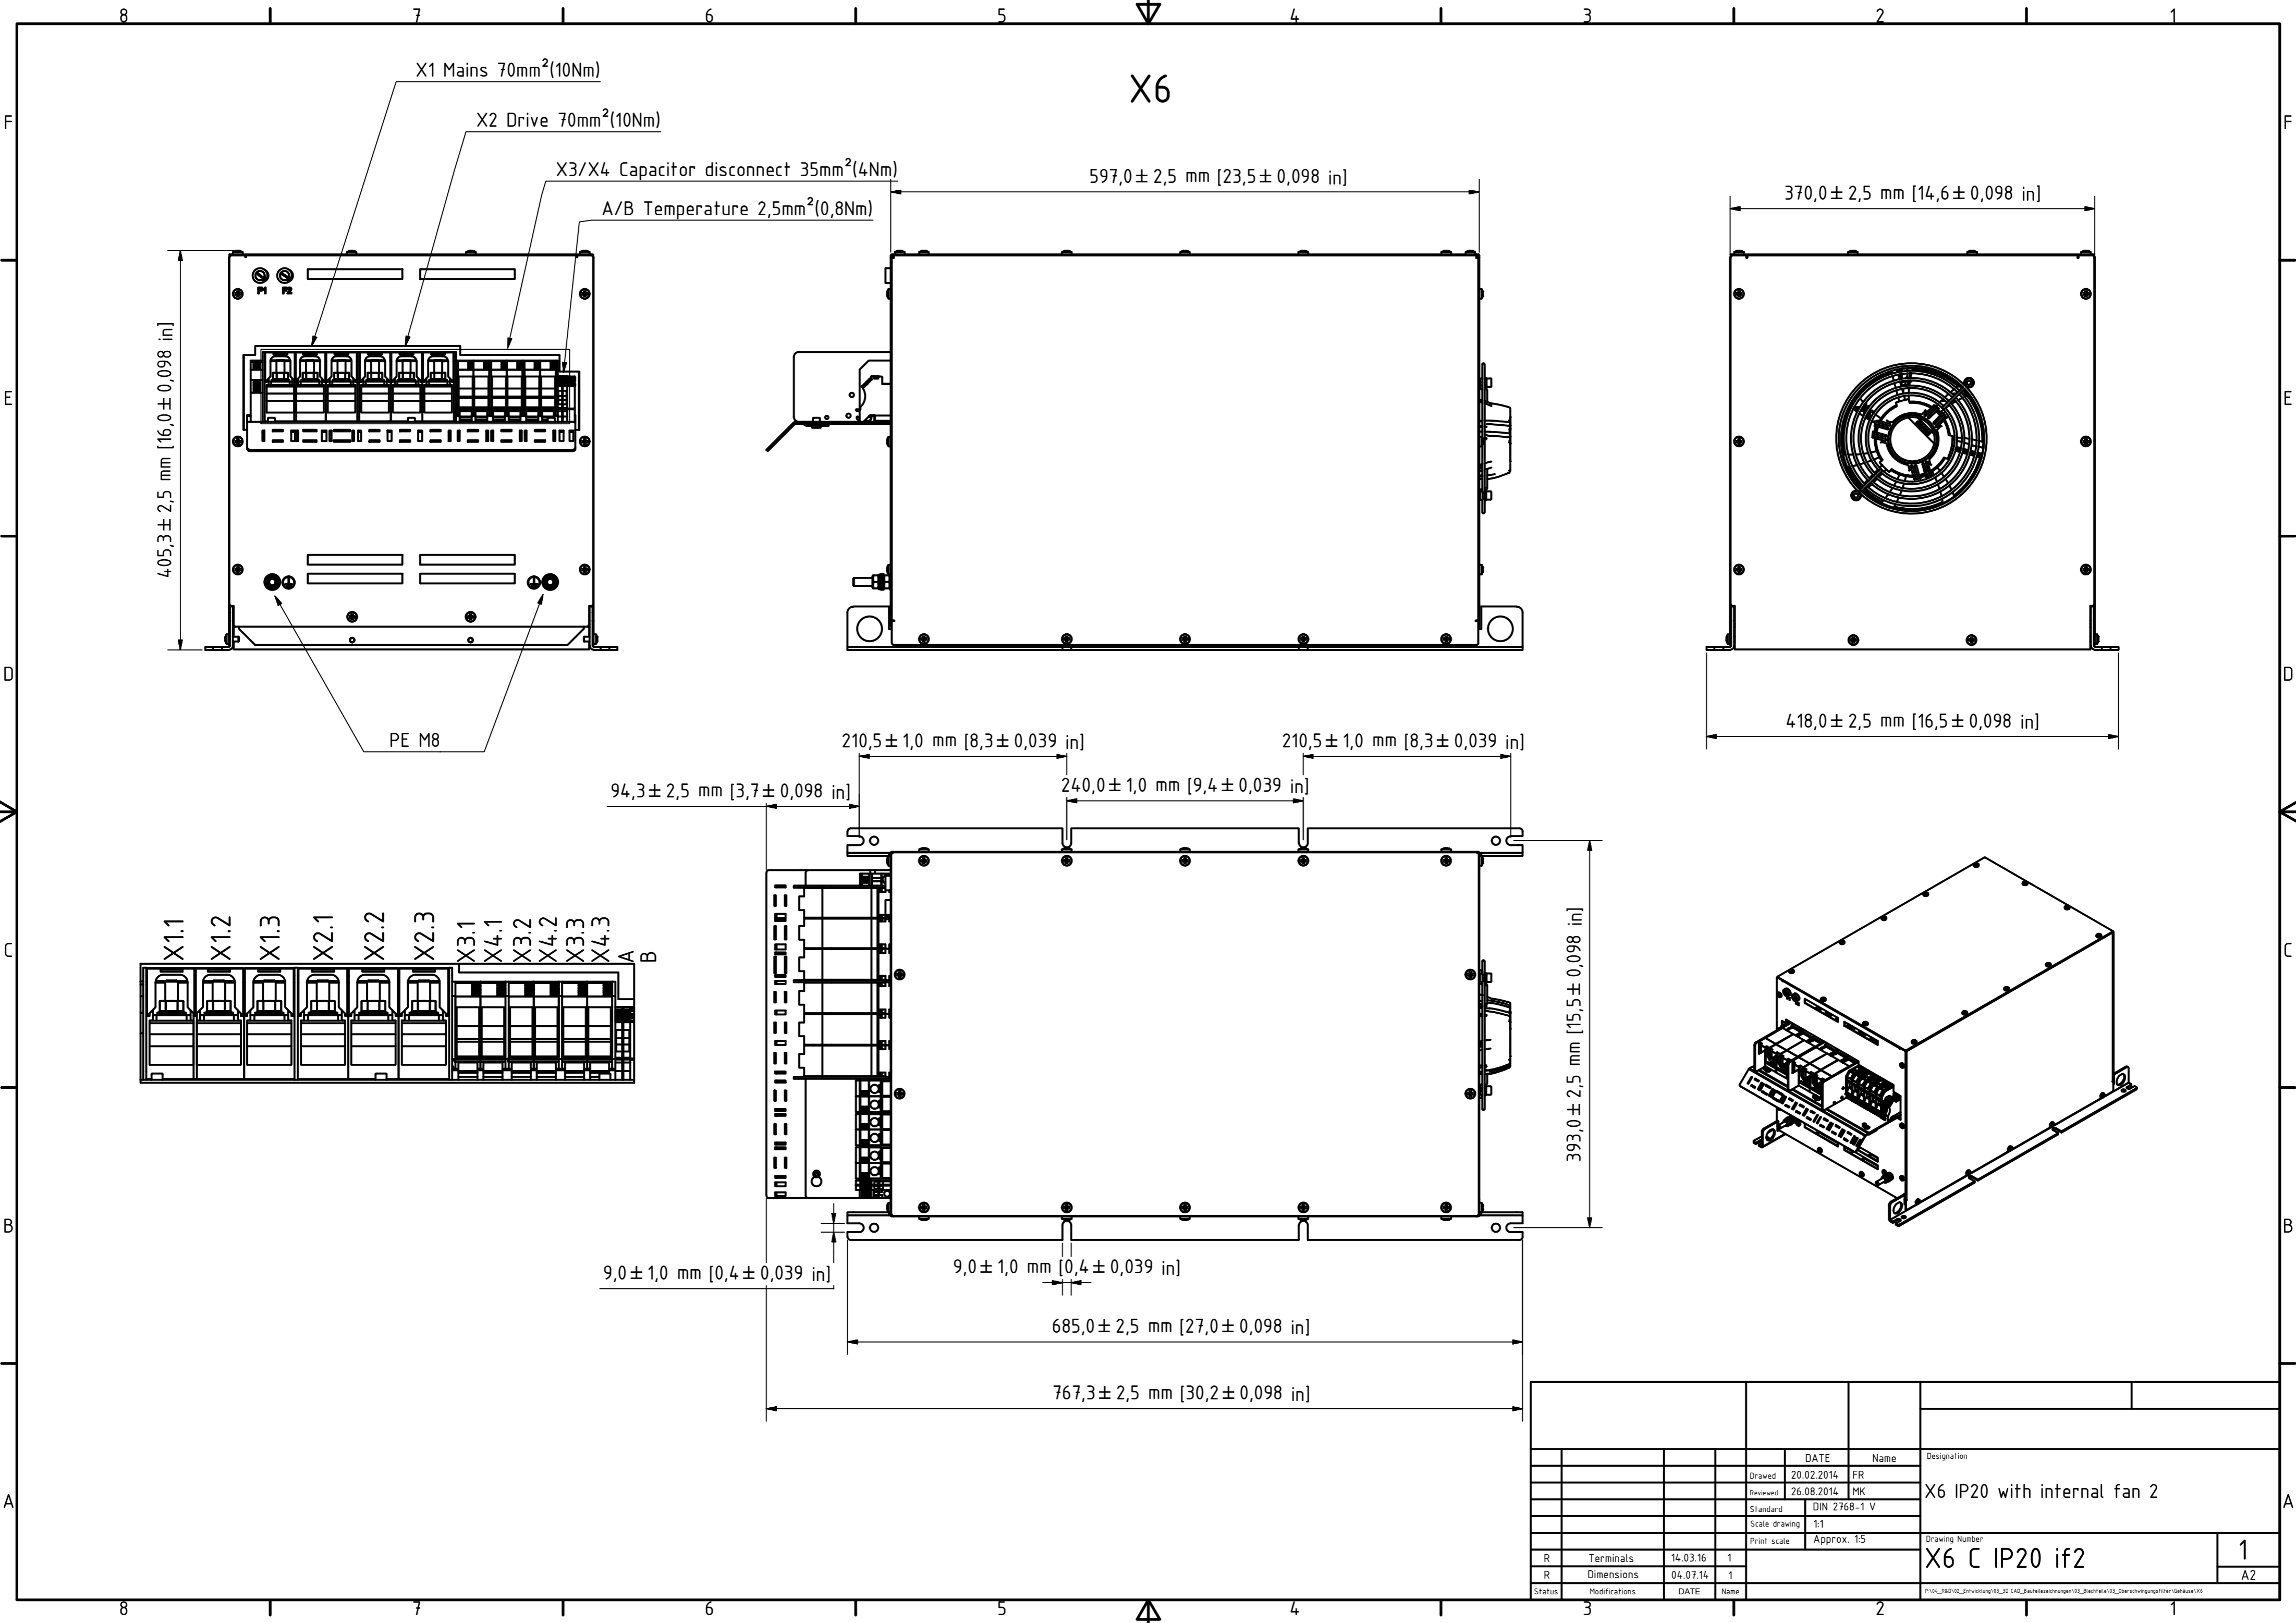 8 7 6 5 4 3 2 1
X6
X1 Mains 70mm²(10Nm)
X2 Drive 70mm²(10Nm)
X3/X4 Capacitor disconnect 35mm²(4Nm)
A/B Temperature 2,5mm²(0,8Nm)
F F
597,0±2,5 mm [23,5±0,098 in]
370,0±2,5 mm [14,6±0,098 in]
405,3±2,5 mm [16,0±0,098 in]
E E
PE M8
D D
418,0±2,5 mm [16,5±0,098 in]
210,5±1,0 mm [8,3±0,039 in]
210,5±1,0 mm [8,3±0,039 in]
94,3±2,5 mm [3,7±0,098 in]
240,0±1,0 mm [9,4±0,039 in]
393,0±2,5 mm [15,5±0,098 in]
X1.1
X1.2
X1.3
X2.1
X2.2
X2.3
X3.1
X4.1
X3.2
X4.2
X3.3
X4.3
A
B
C C
B B
9,0±1,0 mm [0,4±0,039 in]
9,0±1,0 mm [0,4±0,039 in]
685,0±2,5 mm [27,0±0,098 in]
767,3±2,5 mm [30,2±0,098 in]
A A
DATE Name
Drawed 20.02.2014 FR
Reviewed 26.08.2014 MK
Standard DIN 2768-1 V
Scale drawing 1:1
Print scale Approx. 1:5
Designation
X6 IP20 with internal fan 2
Drawing Number
X6 C IP20 if2
1
A2
R Terminals 14.03.16 1
R Dimensions 04.07.14 1
Status Modifications DATE Name
8 7 6 5 4 3 2 1